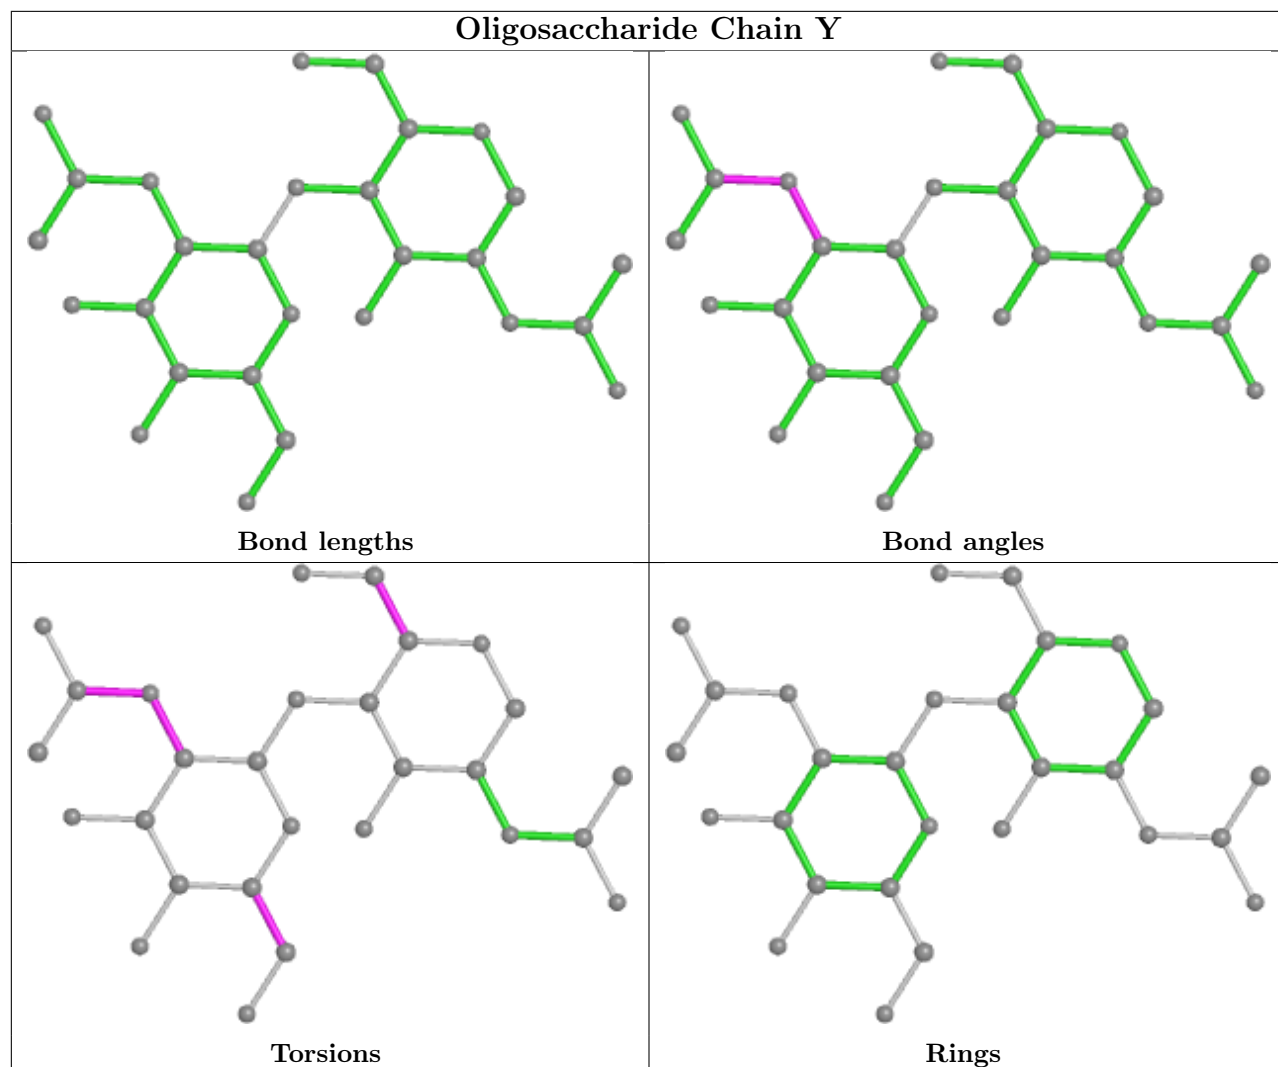 Oligosaccharide Chain Y
Bond lengths
Bond angles
Torsions
Rings